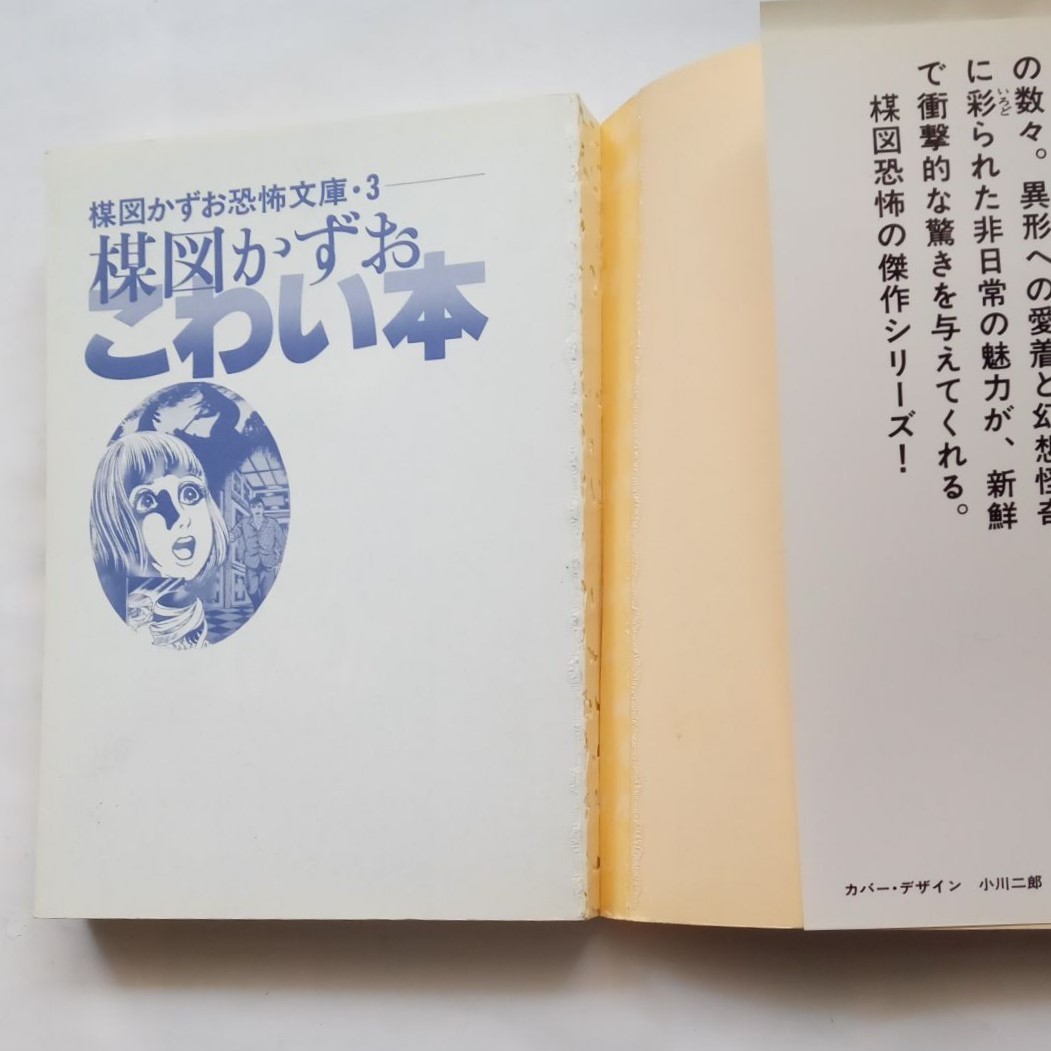 楳図かずお恐怖文庫・3
楳図かずお
こわい本
の数々。異形への愛着と幻想怪奇
に彩られた非日常の魅力が、新鮮
いろど
で衝撃的な驚きを与えてくれる。
楳図恐怖の傑作シリーズ!
カバー・デザイン 小川二郎